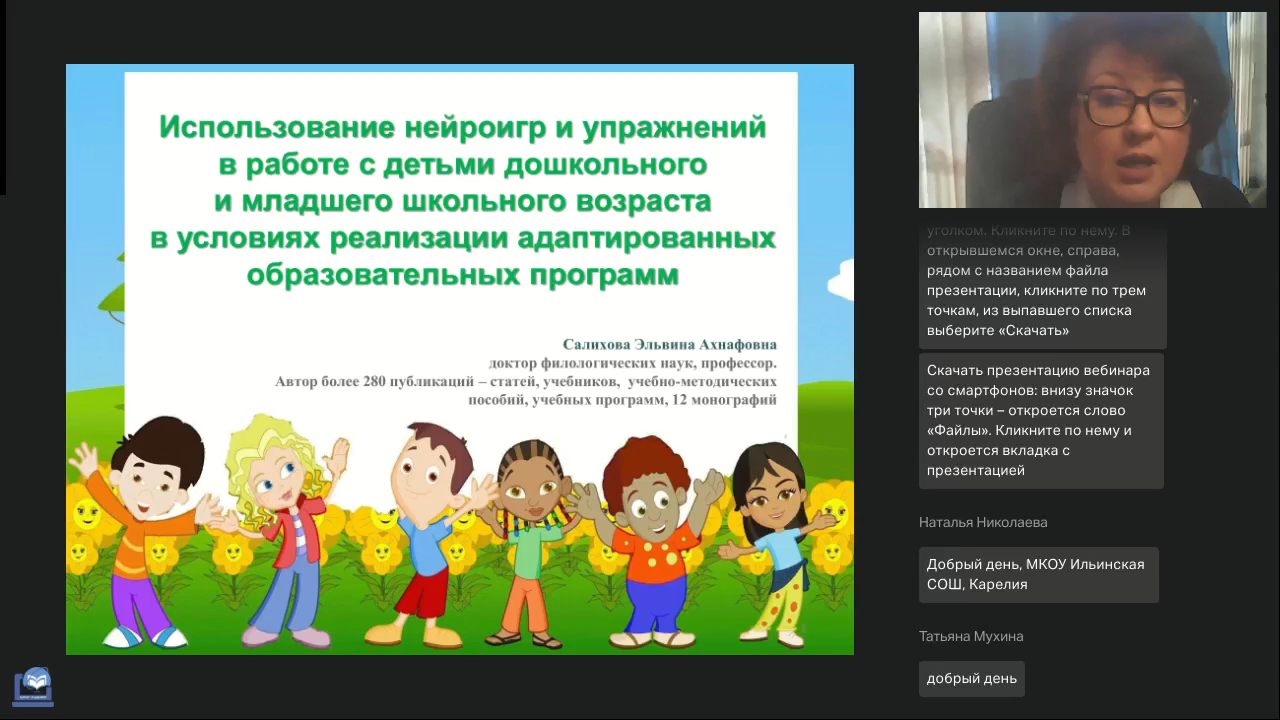 Использование нейроигр и упражнений
в работе с детьми дошкольного
и младшего школьного возраста
в условиях реализации адаптированных
образовательных программ
Салихова Эльвина Ахнафовна
доктор филологических наук, профессор.
Автор более 280 публикаций – статей, учебников, учебно-методических
пособий, учебных программ, 12 монографий
уголком. Кликните по нему. В
открывшемся окне, справа,
рядом с названием файла
презентации, кликните по трем
точкам, из выпавшего списка
выберите «Скачать»
Скачать презентацию вебинара
со смартфонов: внизу значок
три точки – откроется слово
«Файлы». Кликните по нему и
откроется вкладка с
презентацией
Наталья Николаева
Добрый день, МКОУ Ильинская
СОШ, Карелия
Татьяна Мухина
добрый день